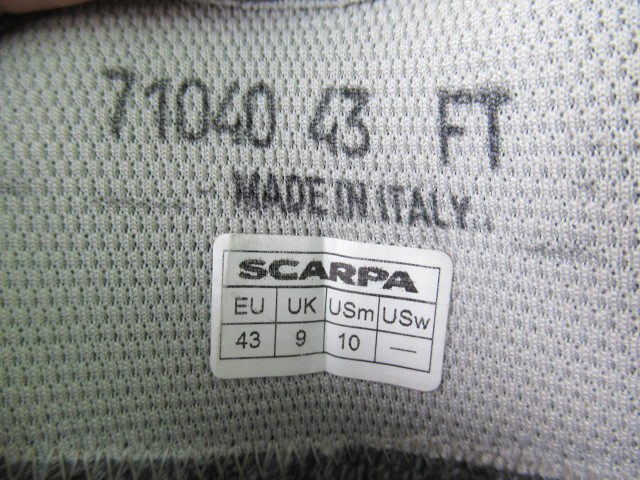 71040 43 FT
MADE IN ITALY.
SCARPA
EU UK USm USw
43 9 10 —